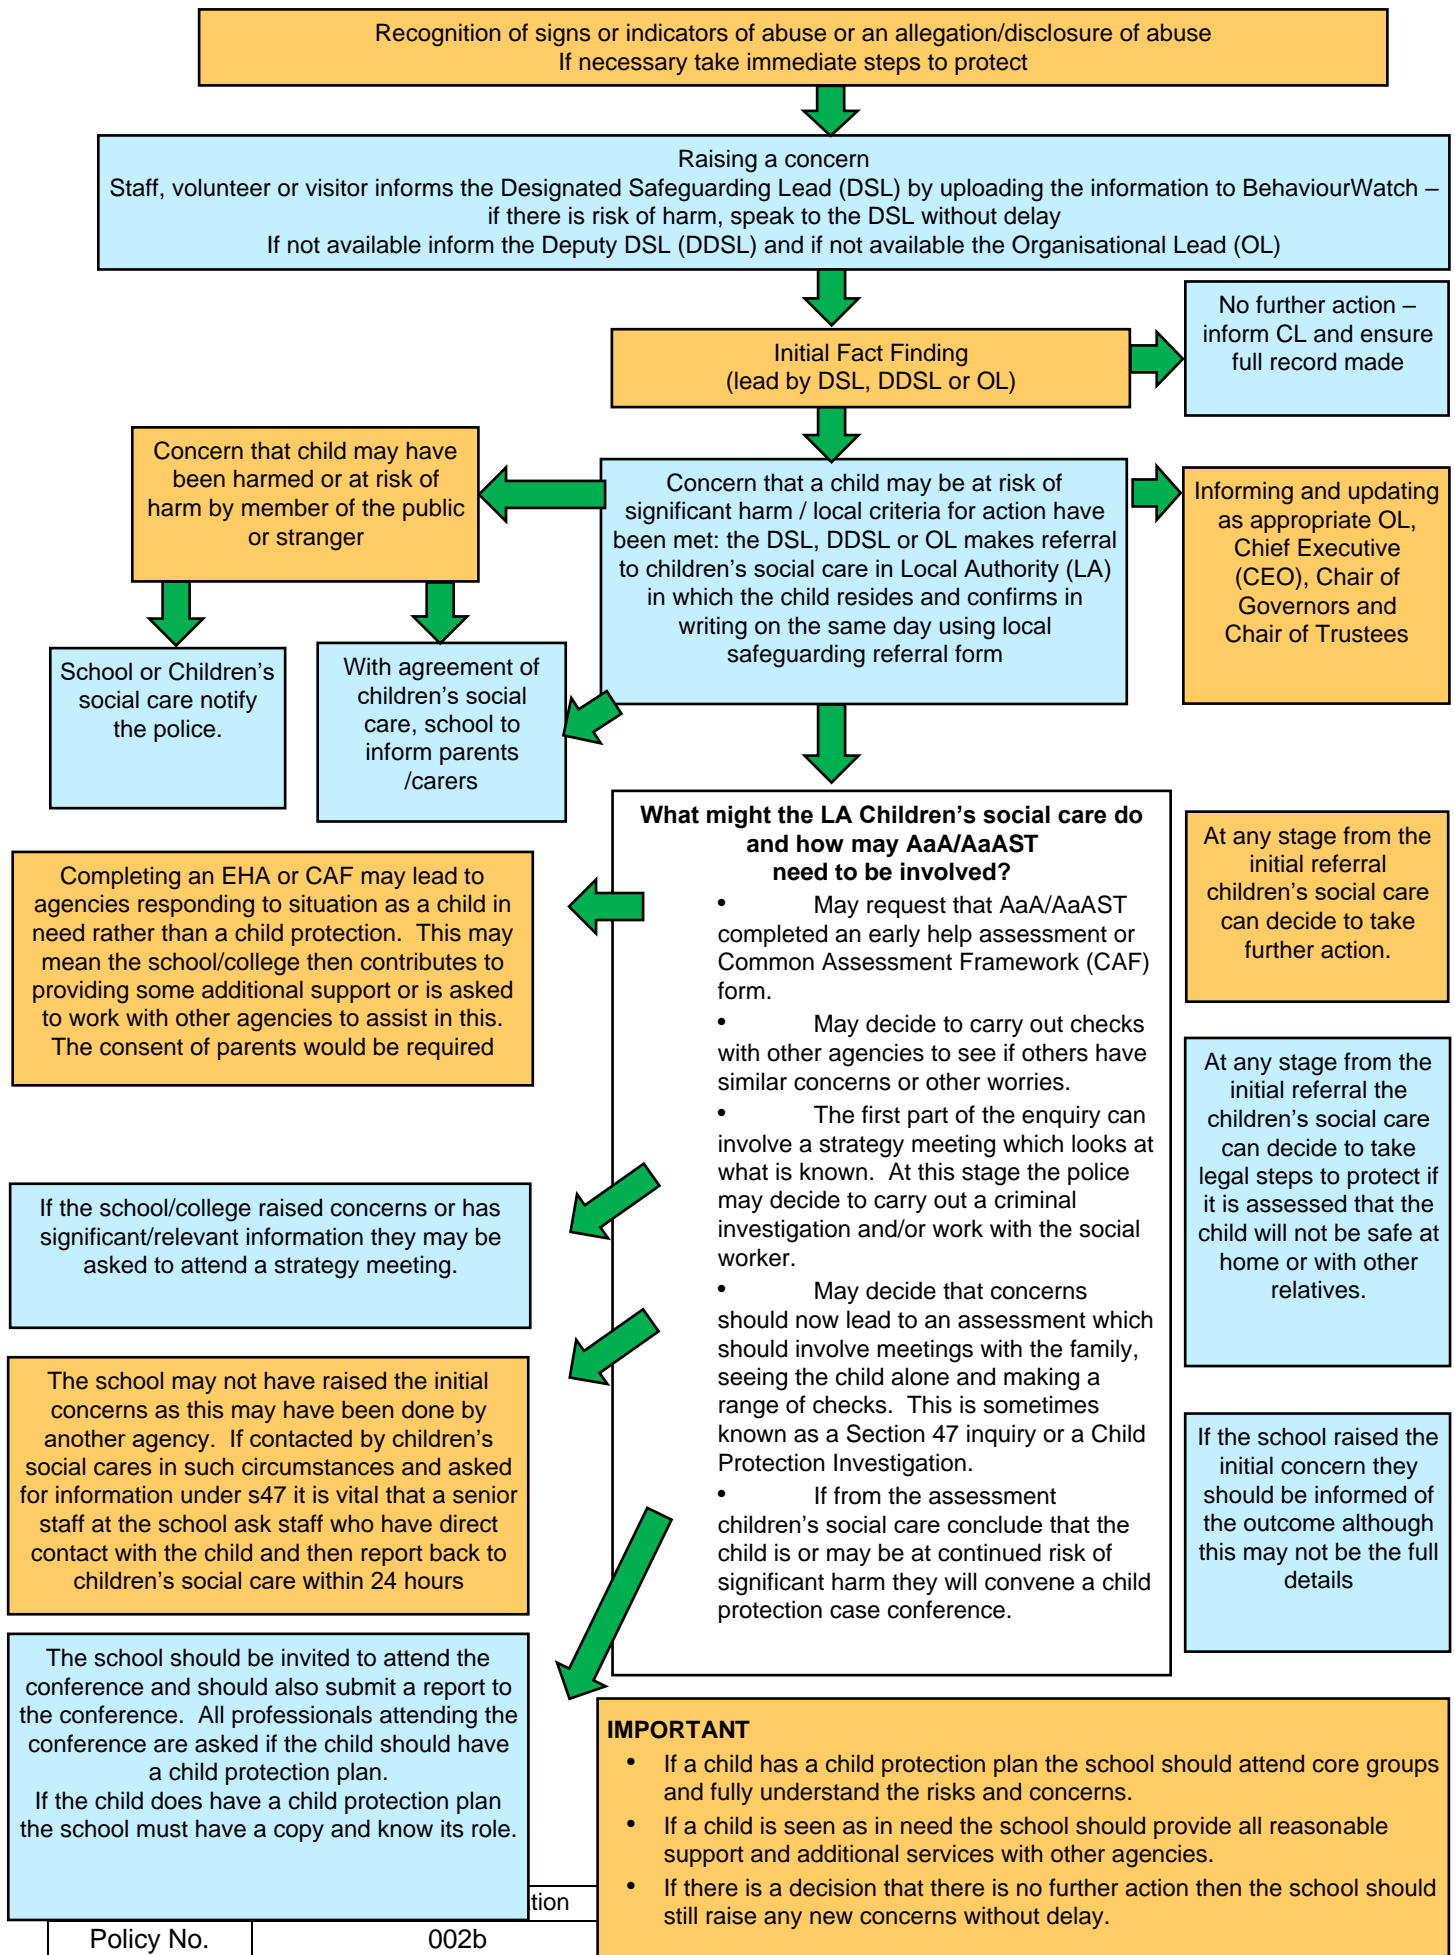 Recognition of signs or indicators of abuse or an allegation/disclosure of abuse
If necessary take immediate steps to protect
Raising a concern
Staff, volunteer or visitor informs the Designated Safeguarding Lead (DSL) by uploading the information to BehaviourWatch –
if there is risk of harm, speak to the DSL without delay
If not available inform the Deputy DSL (DDSL) and if not available the Organisational Lead (OL)
Initial Fact Finding
(lead by DSL, DDSL or OL)
No further action –
inform CL and ensure
full record made
Concern that child may have
been harmed or at risk of
harm by member of the public
or stranger
Concern that a child may be at risk of
significant harm / local criteria for action have
been met: the DSL, DDSL or OL makes referral
to children's social care in Local Authority (LA)
in which the child resides and confirms in
writing on the same day using local
safeguarding referral form
Informing and updating
as appropriate OL,
Chief Executive
(CEO), Chair of
Governors and
Chair of Trustees
School or Children's
social care notify
the police.
With agreement of
children's social
care, school to
inform parents
/carers
What might the LA Children's social care do
and how may AaA/AaAST
need to be involved?
• May request that AaA/AaAST
completed an early help assessment or
Common Assessment Framework (CAF)
form.
• May decide to carry out checks
with other agencies to see if others have
similar concerns or other worries.
• The first part of the enquiry can
involve a strategy meeting which looks at
what is known.  At this stage the police
may decide to carry out a criminal
investigation and/or work with the social
worker.
• May decide that concerns
should now lead to an assessment which
should involve meetings with the family,
seeing the child alone and making a
range of checks.  This is sometimes
known as a Section 47 inquiry or a Child
Protection Investigation.
• If from the assessment
children's social care conclude that the
child is or may be at continued risk of
significant harm they will convene a child
protection case conference.
Completing an EHA or CAF may lead to
agencies responding to situation as a child in
need rather than a child protection.  This may
mean the school/college then contributes to
providing some additional support or is asked
to work with other agencies to assist in this.
The consent of parents would be required
If the school/college raised concerns or has
significant/relevant information they may be
asked to attend a strategy meeting.
The school may not have raised the initial
concerns as this may have been done by
another agency.  If contacted by children's
social cares in such circumstances and asked
for information under s47 it is vital that a senior
staff at the school ask staff who have direct
contact with the child and then report back to
children's social care within 24 hours
The school should be invited to attend the
conference and should also submit a report to
the conference.  All professionals attending the
conference are asked if the child should have
a child protection plan.
If the child does have a child protection plan
the school must have a copy and know its role.
At any stage from the
initial referral
children's social care
can decide to take
further action.
At any stage from the
initial referral the
children's social care
can decide to take
legal steps to protect if
it is assessed that the
child will not be safe at
home or with other
relatives.
If the school raised the
initial concern they
should be informed of
the outcome although
this may not be the full
details
IMPORTANT
• If a child has a child protection plan the school should attend core groups
and fully understand the risks and concerns.
• If a child is seen as in need the school should provide all reasonable
support and additional services with other agencies.
• If there is a decision that there is no further action then the school should
still raise any new concerns without delay.
tion
Policy No. 002b